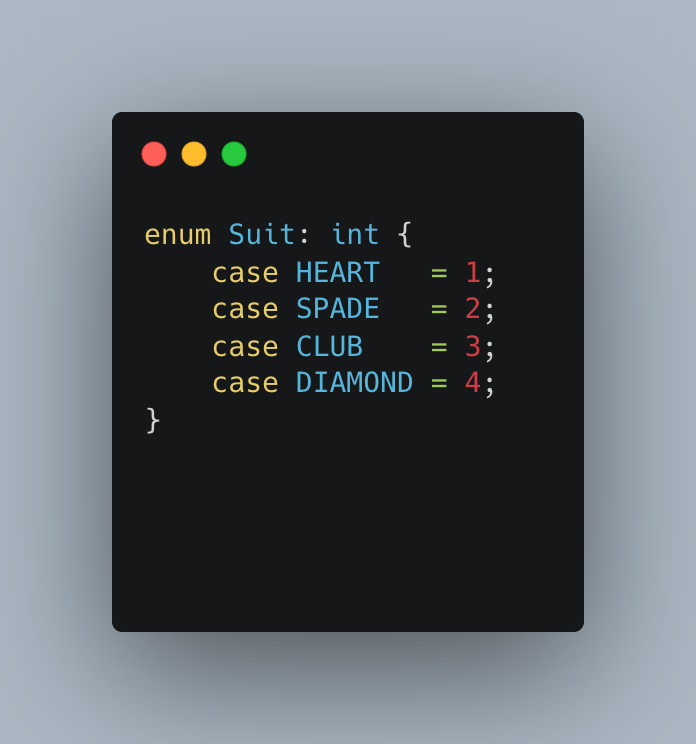 enum Suit: int {
    case HEART   = 1;
    case SPADE   = 2;
    case CLUB    = 3;
    case DIAMOND = 4;
}